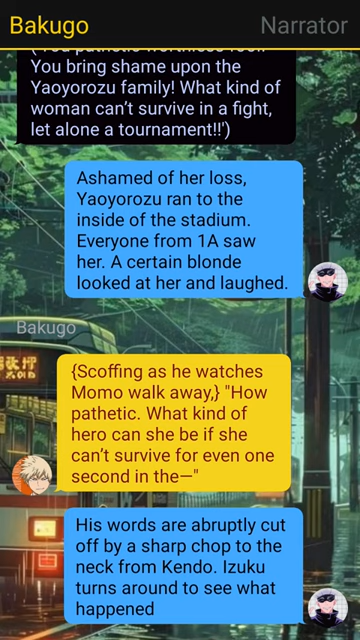 Bakugo
Narrator
You bring shame upon the
Yaoyorozu family! What kind of
woman can't survive in a fight,
let alone a tournament!!')
Ashamed of her loss,
Yaoyorozu ran to the
inside of the stadium.
Everyone from 1A saw
her. A certain blonde
looked at her and laughed.
Bakugo
{Scoffing as he watches
Momo walk away,} "How
pathetic. What kind of
hero can she be if she
can't survive for even one
second in the—"
His words are abruptly cut
off by a sharp chop to the
neck from Kendo. Izuku
turns around to see what
happened